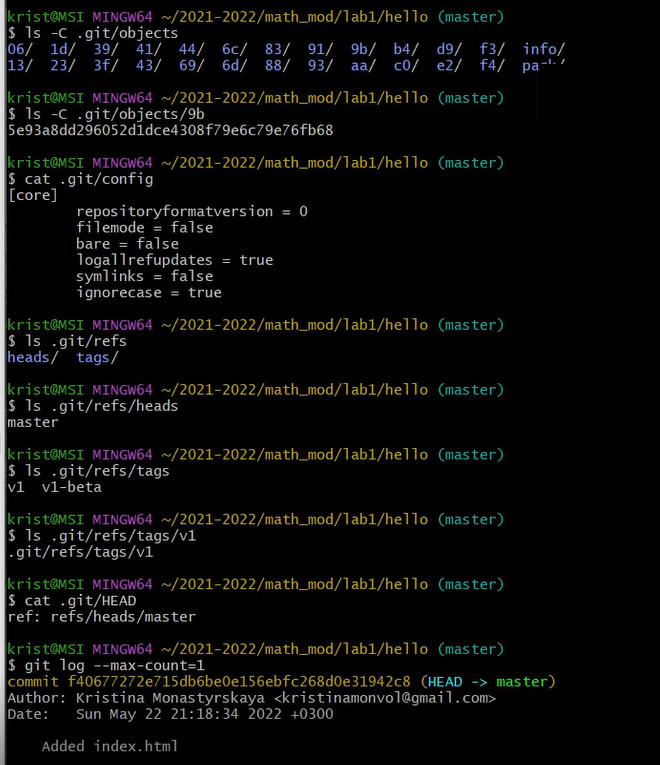 krist@MSI MINGW64 ~/2021-2022/math_mod/lab1/hello (master)
$ ls -C .git/objects
06/ 1d/ 39/ 41/ 44/ 6c/ 83/ 91/ 9b/ b4/ d9/ f3/ info/
13/ 23/ 3f/ 43/ 69/ 6d/ 88/ 93/ aa/ c0/ e2/ f4/ pack/
krist@MSI MINGW64 ~/2021-2022/math_mod/lab1/hello (master)
$ ls -C .git/objects/9b
5e93a8dd296052d1dce4308f79e6c79e76fb68
krist@MSI MINGW64 ~/2021-2022/math_mod/lab1/hello (master)
$ cat .git/config
[core]
        repositoryformatversion = 0
        filemode = false
        bare = false
        logallrefupdates = true
        symlinks = false
        ignorecase = true
krist@MSI MINGW64 ~/2021-2022/math_mod/lab1/hello (master)
$ ls .git/refs
heads/ tags/
krist@MSI MINGW64 ~/2021-2022/math_mod/lab1/hello (master)
$ ls .git/refs/heads
master
krist@MSI MINGW64 ~/2021-2022/math_mod/lab1/hello (master)
$ ls .git/refs/tags
v1 v1-beta
krist@MSI MINGW64 ~/2021-2022/math_mod/lab1/hello (master)
$ ls .git/refs/tags/v1
.git/refs/tags/v1
krist@MSI MINGW64 ~/2021-2022/math_mod/lab1/hello (master)
$ cat .git/HEAD
ref: refs/heads/master
krist@MSI MINGW64 ~/2021-2022/math_mod/lab1/hello (master)
$ git log --max-count=1
commit f40677272e715db6be0e156ebfc268d0e31942c8 (HEAD -> master)
Author: Kristina Monastyrskaya <kristinamonvol@gmail.com>
Date:   Sun May 22 21:18:34 2022 +0300
    Added index.html